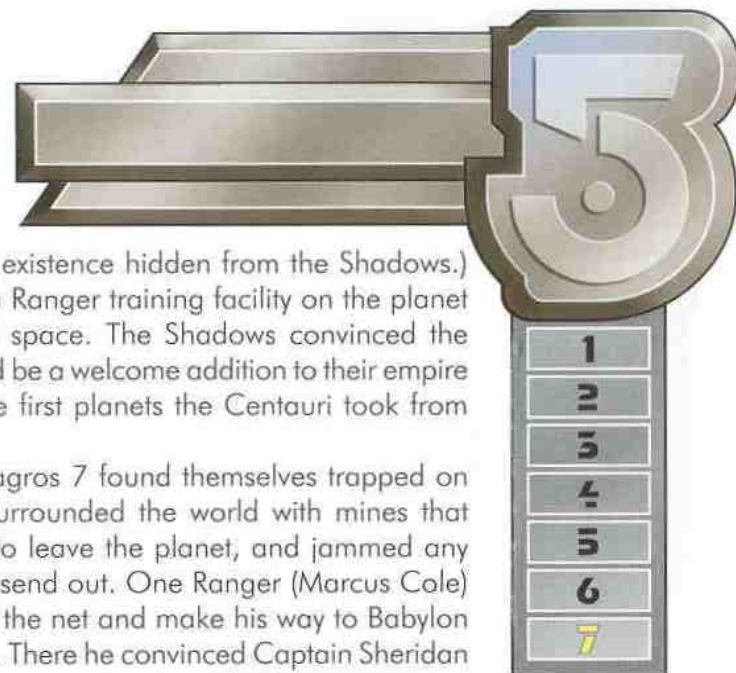 5
existence hidden from the Shadows.)
Ranger training facility on the planet
space. The Shadows convinced the
be a welcome addition to their empire
first planets the Centauri took from
agros 7 found themselves trapped on
urrounded the world with mines that
o leave the planet, and jammed any
send out. One Ranger (Marcus Cole)
the net and make his way to Babylon
There he convinced Captain Sheridan
1
2
3
4
5
6
7